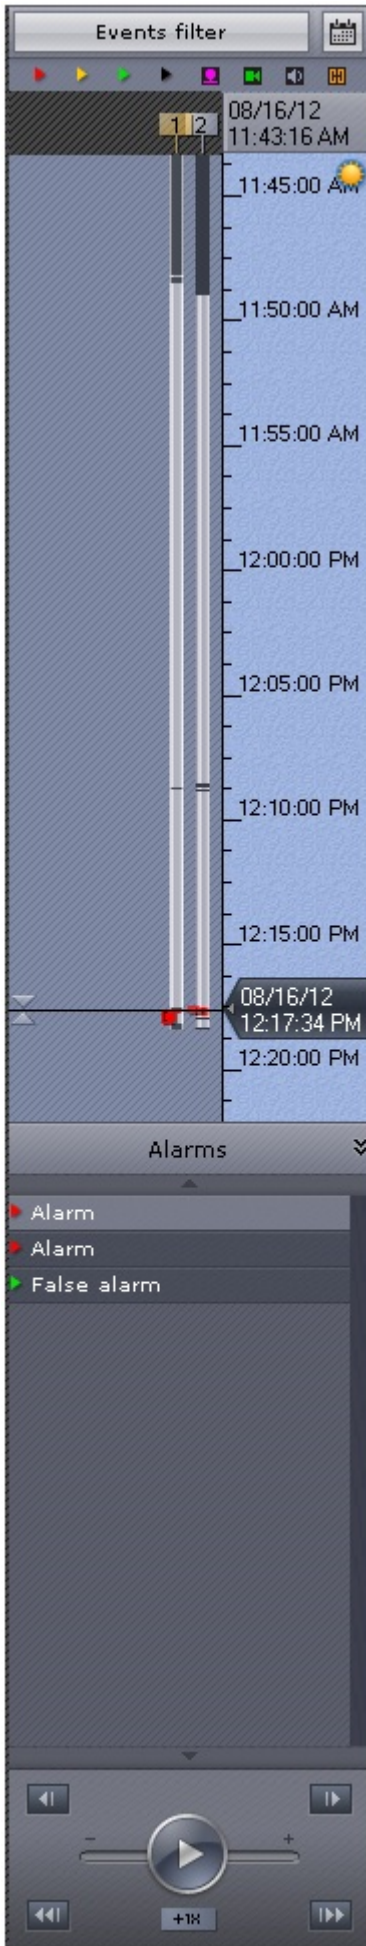 Events filter
1 2
08/16/12
11:43:16 AM
11:45:00 AM
11:50:00 AM
11:55:00 AM
12:00:00 PM
12:05:00 PM
12:10:00 PM
12:15:00 PM
08/16/12
12:17:34 PM
12:20:00 PM
Alarms
Alarm
Alarm
False alarm
- +
+1X